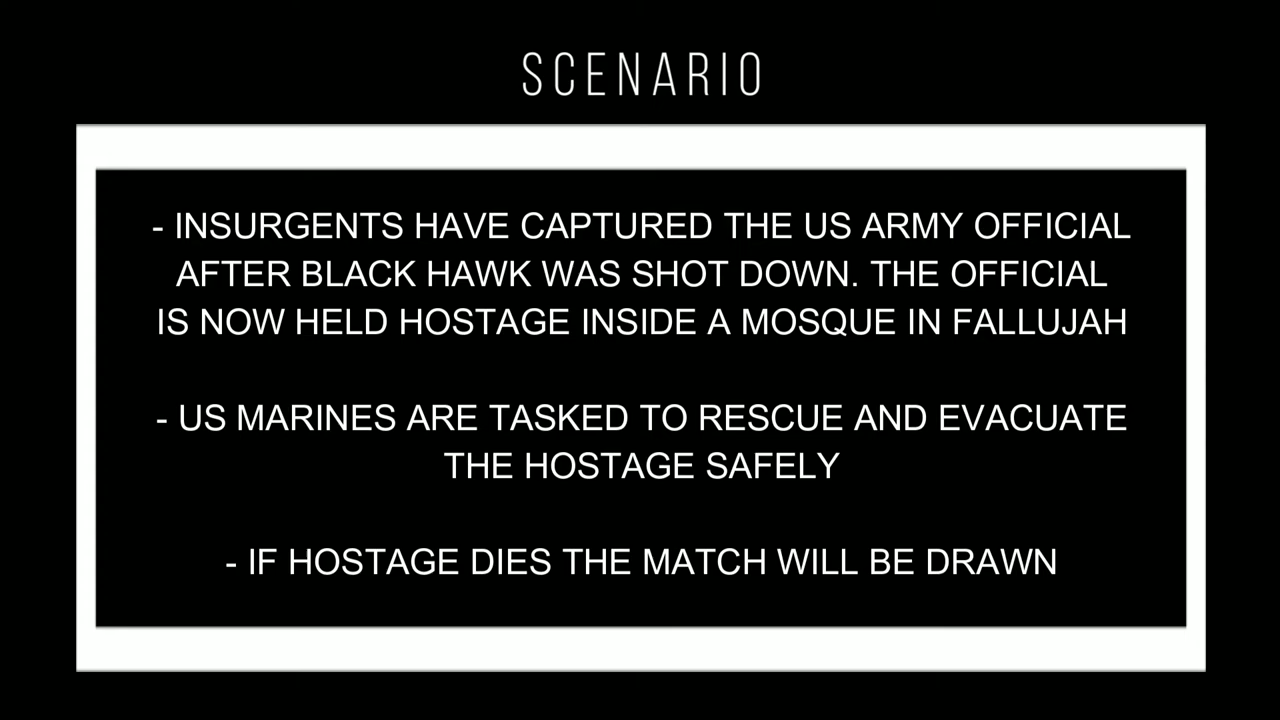 SCENARIO
- INSURGENTS HAVE CAPTURED THE US ARMY OFFICIAL
AFTER BLACK HAWK WAS SHOT DOWN. THE OFFICIAL
IS NOW HELD HOSTAGE INSIDE A MOSQUE IN FALLUJAH
- US MARINES ARE TASKED TO RESCUE AND EVACUATE
THE HOSTAGE SAFELY
- IF HOSTAGE DIES THE MATCH WILL BE DRAWN